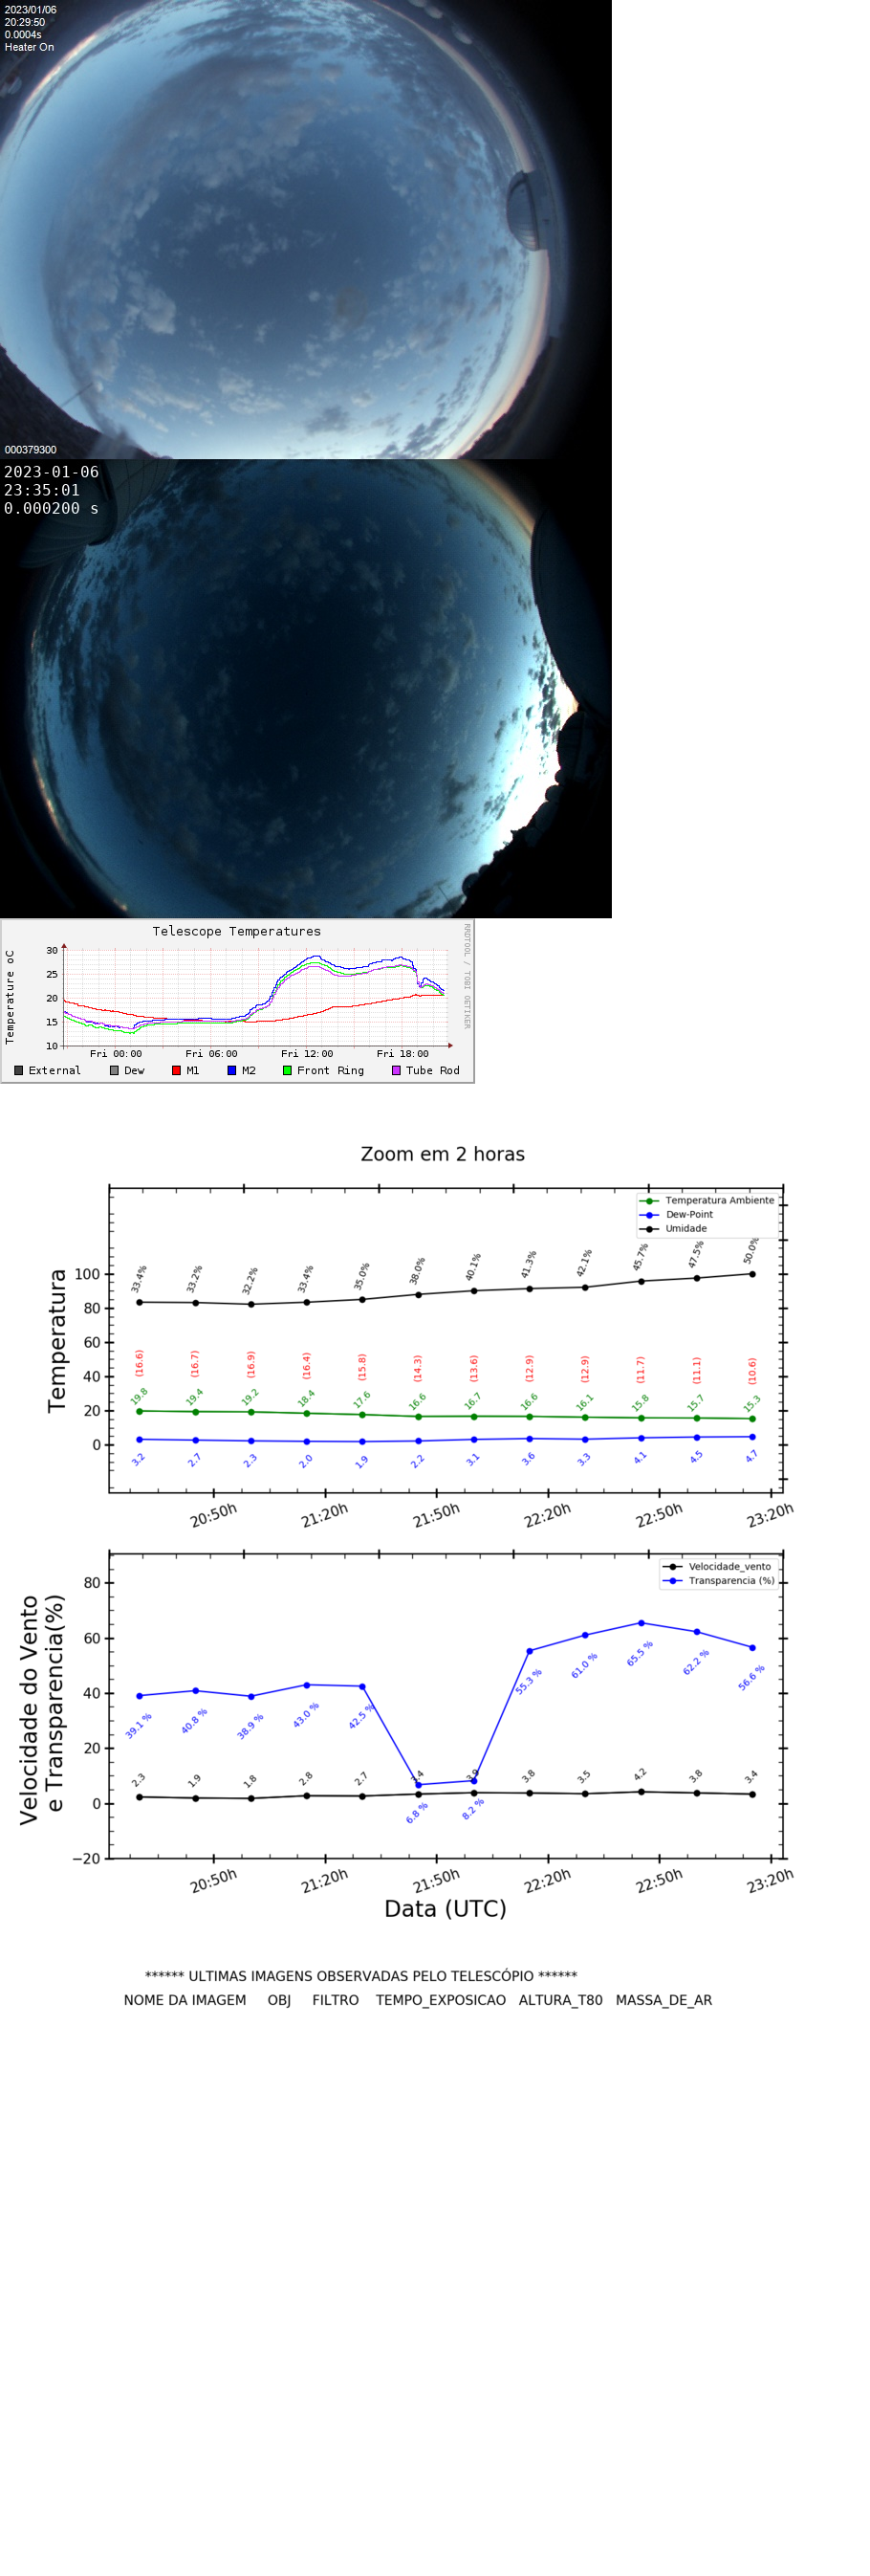 2023/01/06
20:29:50
0.0004s
Heater On
000379300
2023-01-06
23:35:01
0.000200 s
Telescope Temperatures
RRDTOOL / TOBI OETIKER
Temperature oC
30
25
20
15
10
Fri 00:00 Fri 06:00 Fri 12:00 Fri 18:00
External Dew M1 M2 Front Ring Tube Rod
Zoom em 2 horas
Temperatura Ambiente
Dew-Point
Umidade
Temperatura
100
80
60
40
20
0
33.4% 33.2% 32.2% 33.4% 35.0% 38.0% 40.1% 41.3% 42.1% 45.7% 47.5% 50.0%
(16.6) (16.7) (16.9) (16.4) (15.8) (14.3) (13.6) (12.9) (12.9) (11.7) (11.1) (10.6)
19.8 19.4 19.2 18.4 17.6 16.6 16.7 16.6 16.1 15.8 15.7 15.3
3.2 2.7 2.3 2.0 1.9 2.2 3.1 3.6 3.3 4.1 4.5 4.7
20:50h 21:20h 21:50h 22:20h 22:50h 23:20h
Velocidade_vento
Transparencia (%)
Velocidade do Vento
e Transparencia(%)
80
60
40
20
0
−20
39.1 % 40.8 % 38.9 % 43.0 % 42.5 % 6.8 % 8.2 % 55.3 % 61.0 % 65.5 % 62.2 % 56.6 %
2.3 1.9 1.8 2.8 2.7 3.8 3.5 4.2 3.8 3.4
20:50h 21:20h 21:50h 22:20h 22:50h 23:20h
Data (UTC)
****** ULTIMAS IMAGENS OBSERVADAS PELO TELESCÓPIO ******
NOME DA IMAGEM OBJ FILTRO TEMPO_EXPOSICAO ALTURA_T80 MASSA_DE_AR